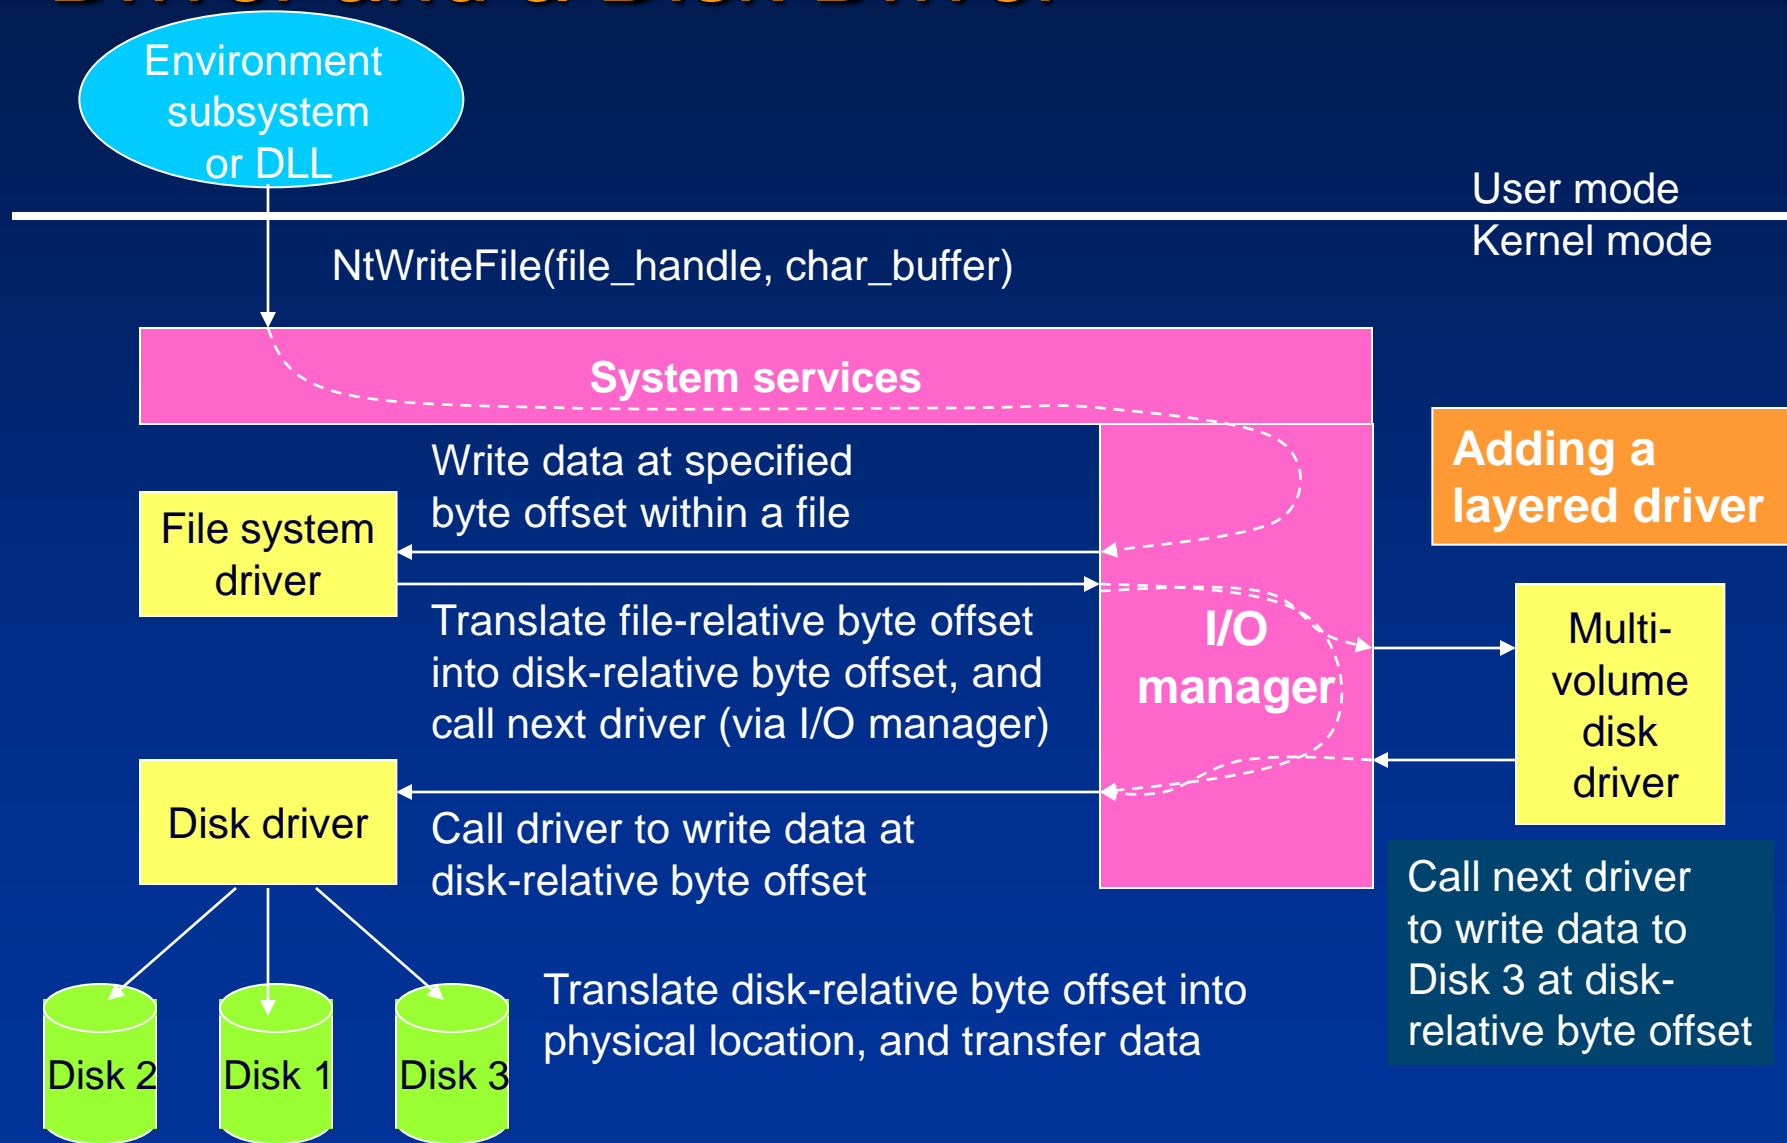 Driver and a Disk Driver
Environment
subsystem
or DLL
User mode
Kernel mode
NtWriteFile(file_handle, char_buffer)
System services
Write data at specified
byte offset within a file
Adding a
layered driver
File system
driver
Translate file-relative byte offset
into disk-relative byte offset, and
call next driver (via I/O manager)
I/O
manager
Multi-
volume
disk
driver
Disk driver
Call driver to write data at
disk-relative byte offset
Call next driver
to write data to
Disk 3 at disk-
relative byte offset
Translate disk-relative byte offset into
physical location, and transfer data
Disk 2
Disk 1
Disk 3